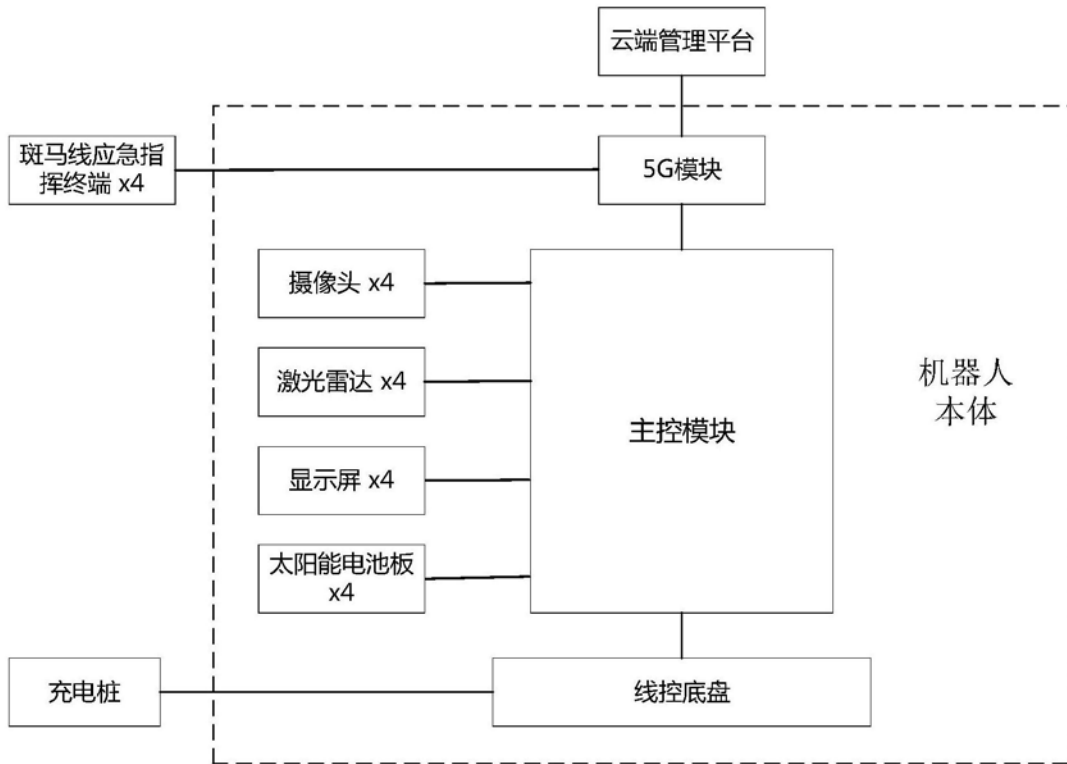 云端管理平台
斑马线应急指
挥终端 x4
5G模块
摄像头 x4
激光雷达 x4
主控模块
机器人
本体
显示屏 x4
太阳能电池板
x4
充电桩
线控底盘